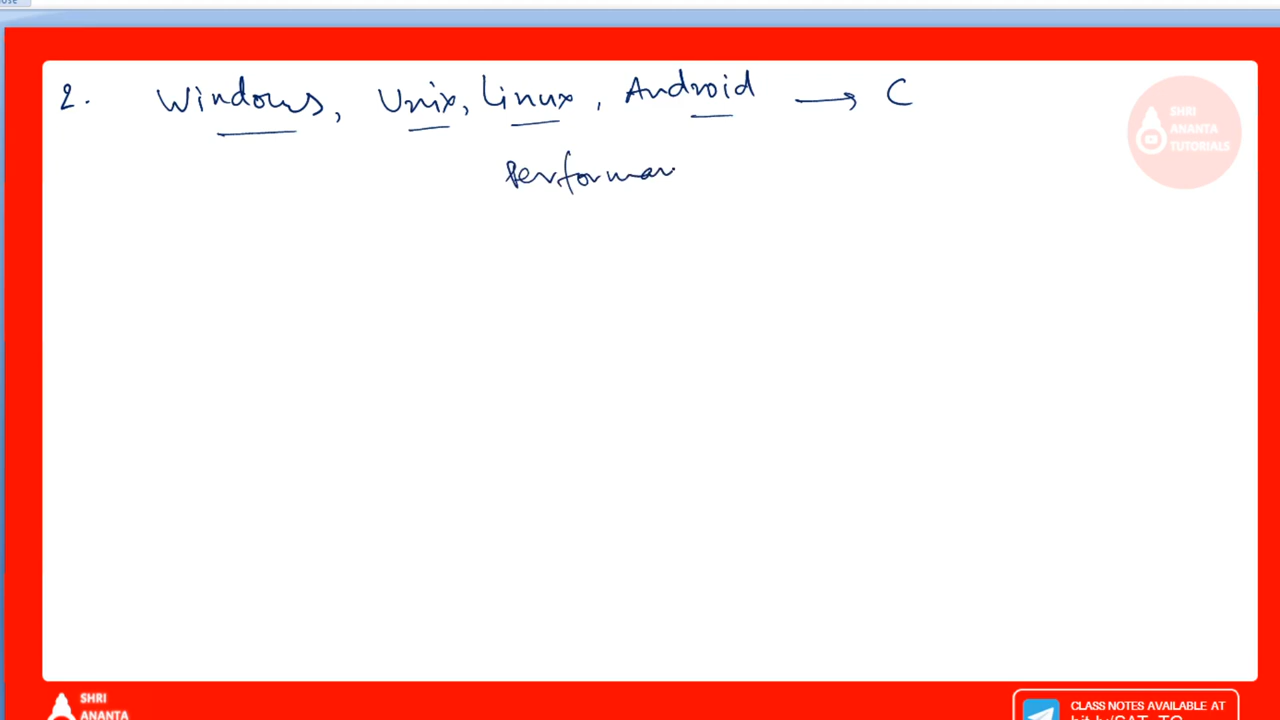 2. Windows, Unix, Linux, Android → C
Performan
SHRI
ANANTA
TUTORIALS
SHRI
ANANTA
CLASS NOTES AVAILABLE AT